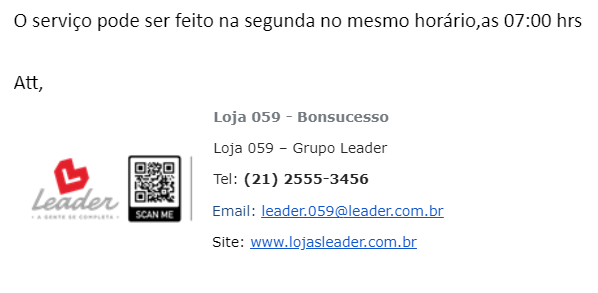 O serviço pode ser feito na segunda no mesmo horário,as 07:00 hrs
Att,
Loja 059 - Bonsucesso
Loja 059 – Grupo Leader
Tel: (21) 2555-3456
Email: leader.059@leader.com.br
Site: www.lojasleader.com.br
Leader
- A GENTE SE COMPLETA -
SCAN ME